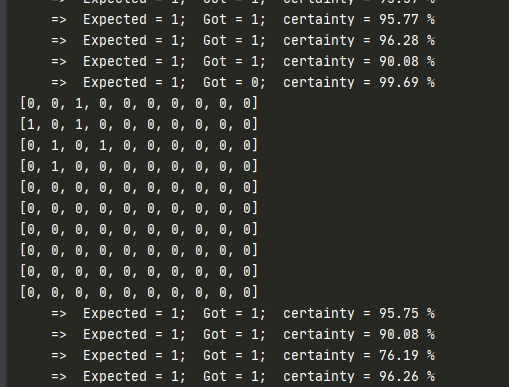 => Expected = 1; Got = 1; certainty = 95.57 %
=> Expected = 1; Got = 1; certainty = 95.77 %
=> Expected = 1; Got = 1; certainty = 96.28 %
=> Expected = 1; Got = 1; certainty = 90.08 %
=> Expected = 1; Got = 0; certainty = 99.69 %
[0, 0, 1, 0, 0, 0, 0, 0, 0, 0]
[1, 0, 1, 0, 0, 0, 0, 0, 0, 0]
[0, 1, 0, 1, 0, 0, 0, 0, 0, 0]
[0, 1, 0, 0, 0, 0, 0, 0, 0, 0]
[0, 0, 0, 0, 0, 0, 0, 0, 0, 0]
[0, 0, 0, 0, 0, 0, 0, 0, 0, 0]
[0, 0, 0, 0, 0, 0, 0, 0, 0, 0]
[0, 0, 0, 0, 0, 0, 0, 0, 0, 0]
[0, 0, 0, 0, 0, 0, 0, 0, 0, 0]
[0, 0, 0, 0, 0, 0, 0, 0, 0, 0]
=> Expected = 1; Got = 1; certainty = 95.75 %
=> Expected = 1; Got = 1; certainty = 90.08 %
=> Expected = 1; Got = 1; certainty = 76.19 %
=> Expected = 1; Got = 1; certainty = 96.26 %